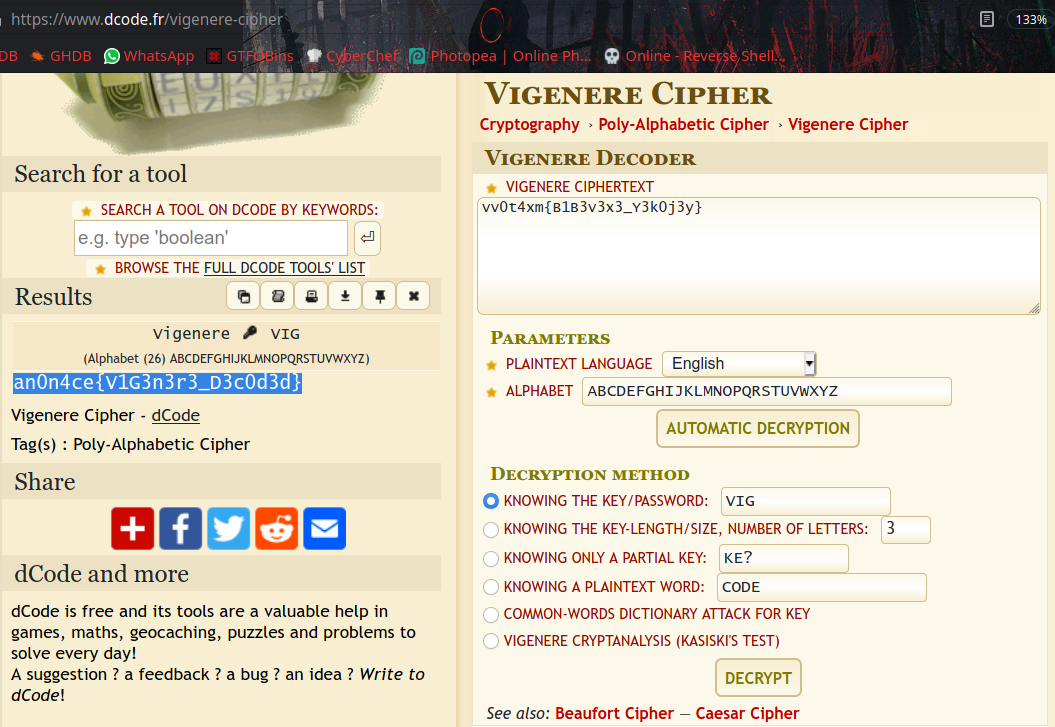 https://www.dcode.fr/vigenere-cipher
133%
DB
GHDB
WhatsApp
GTFOBins
CyberChef
Photopea | Online Ph...
Online - Reverse Shell...
Search for a tool
SEARCH A TOOL ON DCODE BY KEYWORDS:
e.g. type 'boolean'
BROWSE THE FULL DCODE TOOLS' LIST
Results
Vigenere VIG
(Alphabet (26) ABCDEFGHIJKLMNOPQRSTUVWXYZ)
an0n4ce{V1G3n3r3_D3c0d3d}
Vigenere Cipher - dCode
Tag(s) : Poly-Alphabetic Cipher
Share
dCode and more
dCode is free and its tools are a valuable help in
games, maths, geocaching, puzzles and problems to
solve every day!
A suggestion ? a feedback ? a bug ? an idea ? Write to
dCode!
VIGENERE CIPHER
Cryptography › Poly-Alphabetic Cipher › Vigenere Cipher
VIGENERE DECODER
VIGENERE CIPHERTEXT
vv0t4xm{B1B3v3x3_Y3k0j3y}
PARAMETERS
PLAINTEXT LANGUAGE English
ALPHABET ABCDEFGHIJKLMNOPQRSTUVWXYZ
AUTOMATIC DECRYPTION
DECRYPTION METHOD
KNOWING THE KEY/PASSWORD: VIG
KNOWING THE KEY-LENGTH/SIZE, NUMBER OF LETTERS: 3
KNOWING ONLY A PARTIAL KEY: KE?
KNOWING A PLAINTEXT WORD: CODE
COMMON-WORDS DICTIONARY ATTACK FOR KEY
VIGENERE CRYPTANALYSIS (KASISKI'S TEST)
DECRYPT
See also: Beaufort Cipher — Caesar Cipher